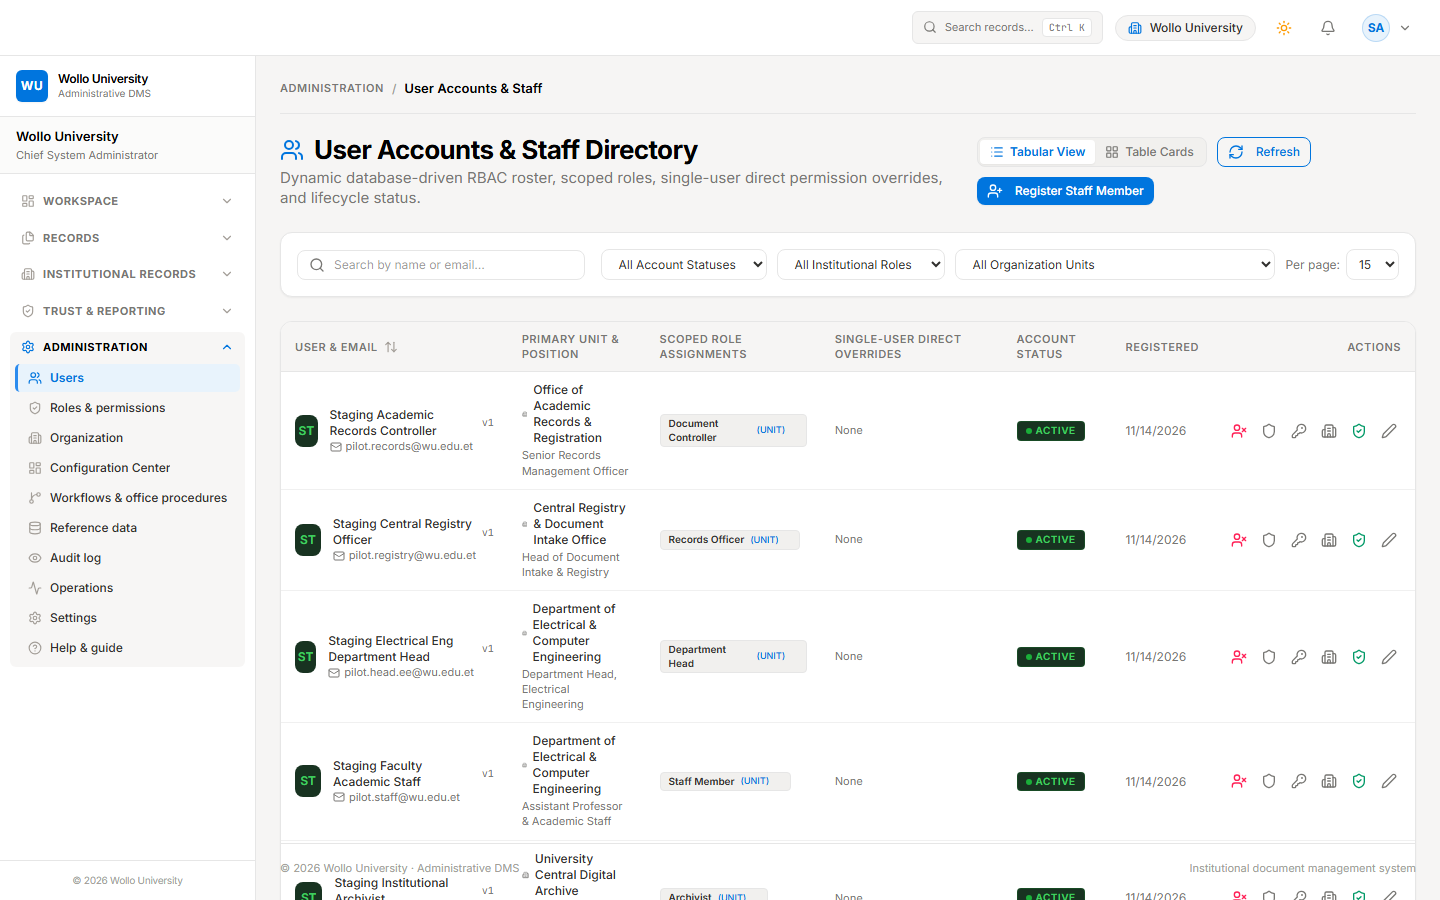 Search records... Ctrl K
Wollo University
SA
WU
Wollo University
Administrative DMS
Wollo University
Chief System Administrator
WORKSPACE
RECORDS
INSTITUTIONAL RECORDS
TRUST & REPORTING
ADMINISTRATION
Users
Roles & permissions
Organization
Configuration Center
Workflows & office procedures
Reference data
Audit log
Operations
Settings
Help & guide
© 2026 Wollo University
ADMINISTRATION / User Accounts & Staff
User Accounts & Staff Directory
Dynamic database-driven RBAC roster, scoped roles, single-user direct permission overrides,
and lifecycle status.
Tabular View
Table Cards
Refresh
Register Staff Member
Search by name or email...
All Account Statuses
All Institutional Roles
All Organization Units
Per page: 15
USER & EMAIL
PRIMARY UNIT &
POSITION
SCOPED ROLE
ASSIGNMENTS
SINGLE-USER DIRECT
OVERRIDES
ACCOUNT
STATUS
REGISTERED
ACTIONS
ST
Staging Academic
Records Controller
v1
pilot.records@wu.edu.et
Office of
Academic
Records &
Registration
Senior Records
Management Officer
Document
Controller
(UNIT)
None
ACTIVE
11/14/2026
ST
Staging Central Registry
Officer
v1
pilot.registry@wu.edu.et
Central Registry
& Document
Intake Office
Head of Document
Intake & Registry
Records Officer (UNIT)
None
ACTIVE
11/14/2026
ST
Staging Electrical Eng
Department Head
v1
pilot.head.ee@wu.edu.et
Department of
Electrical &
Computer
Engineering
Department Head,
Electrical
Engineering
Department
Head
(UNIT)
None
ACTIVE
11/14/2026
ST
Staging Faculty
Academic Staff
v1
pilot.staff@wu.edu.et
Department of
Electrical &
Computer
Engineering
Assistant Professor
& Academic Staff
Staff Member (UNIT)
None
ACTIVE
11/14/2026
ST
Staging Institutional
Archivist
v1
University
Central Digital
Archive
Archivist (UNIT)
None
ACTIVE
11/14/2026
© 2026 Wollo University · Administrative DMS
Institutional document management system